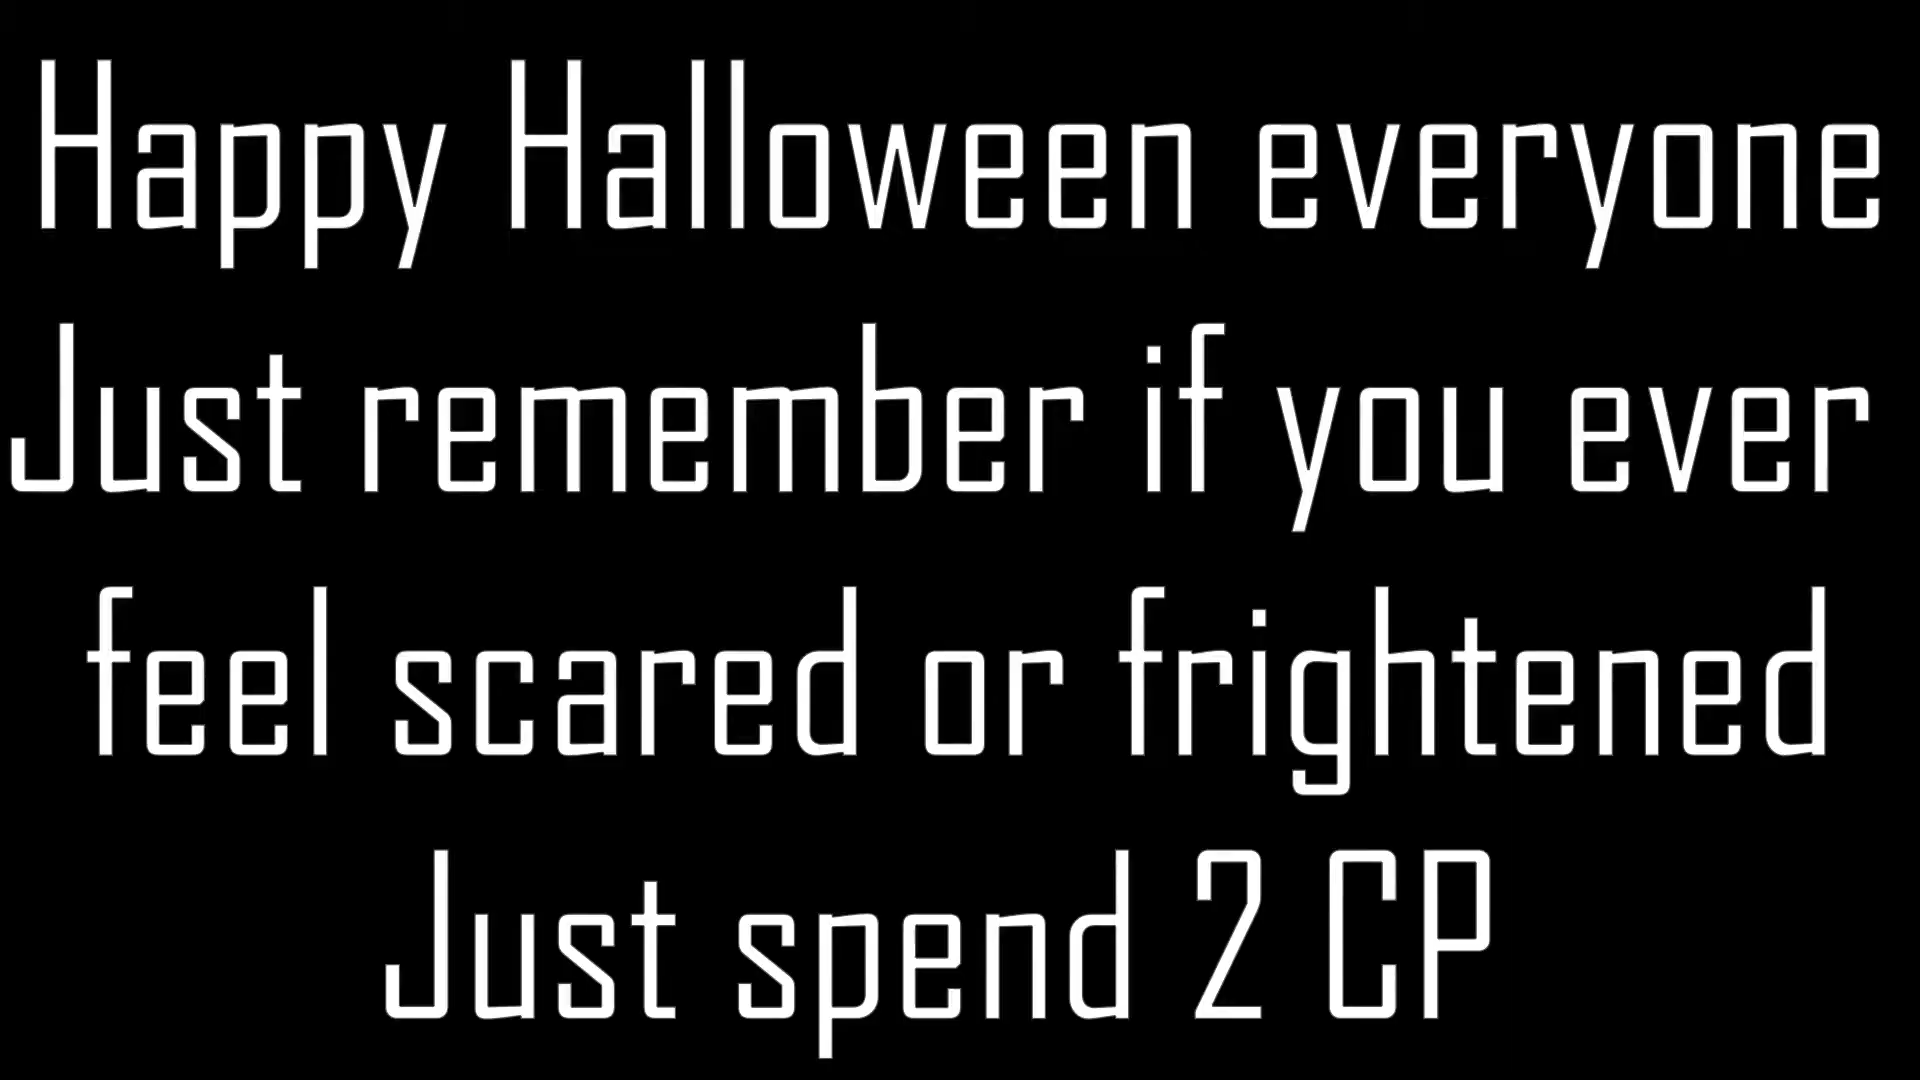 Happy Halloween everyone
Just remember if you ever
feel scared or frightened
Just spend 2 CP